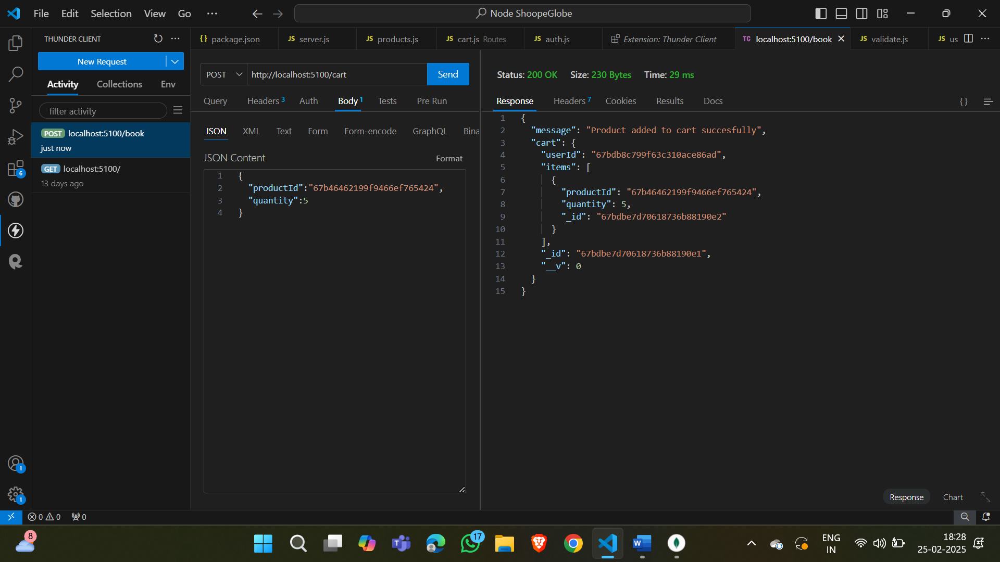 File Edit Selection View Go ···
Node ShoopeGlobe
THUNDER CLIENT
New Request
Activity Collections Env
filter activity
POST localhost:5100/book
just now
GET localhost:5100/
13 days ago
{} package.json
JS server.js
JS products.js
JS cart.js Routes
JS auth.js
Extension: Thunder Client
TC localhost:5100/book
JS validate.js
JS us
POST http://localhost:5100/cart Send
Query Headers 3 Auth Body 1 Tests Pre Run
JSON XML Text Form Form-encode GraphQL Bina
JSON Content Format
1 {
2 "productId":"67b46462199f9466ef765424",
3 "quantity":5
4 }
Status: 200 OK Size: 230 Bytes Time: 29 ms
Response Headers 7 Cookies Results Docs {}
1 {
2 "message": "Product added to cart succesfully",
3 "cart": {
4 "userId": "67bdb8c799f63c310ace86ad",
5 "items": [
6 {
7 "productId": "67b46462199f9466ef765424",
8 "quantity": 5,
9 "_id": "67bdbe7d70618736b88190e2"
10 }
11 ],
12 "_id": "67bdbe7d70618736b88190e1",
13 "__v": 0
14 }
15 }
Response Chart
6
1
1
0 0 0
8
17
ENG
IN
18:28
25-02-2025